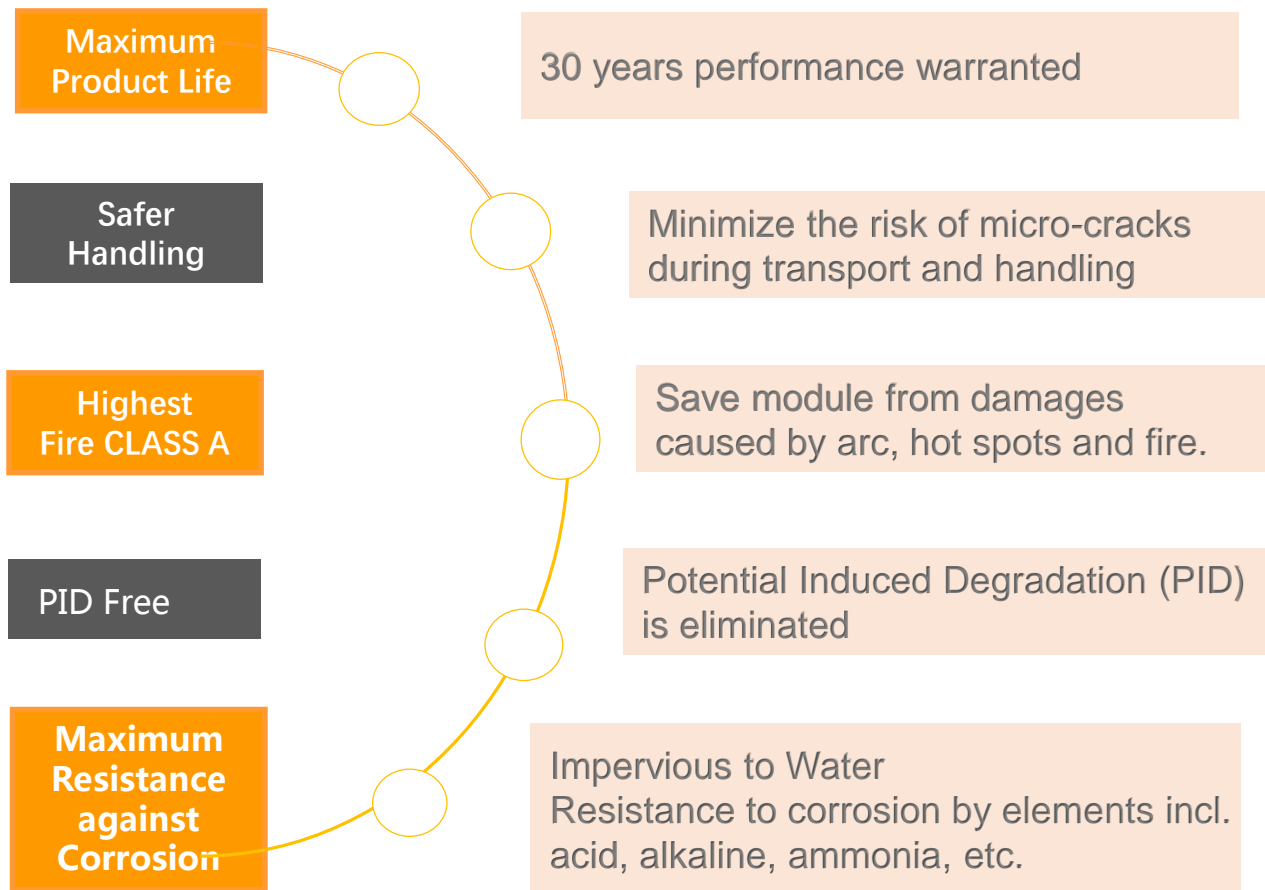 Maximum
Product Life
30 years performance warranted
Safer
Handling
Minimize the risk of micro-cracks
during transport and handling
Highest
Fire CLASS A
Save module from damages
caused by arc, hot spots and fire.
PID Free
Potential Induced Degradation (PID)
is eliminated
Maximum
Resistance
against
Corrosion
Impervious to Water
Resistance to corrosion by elements incl.
acid, alkaline, ammonia, etc.